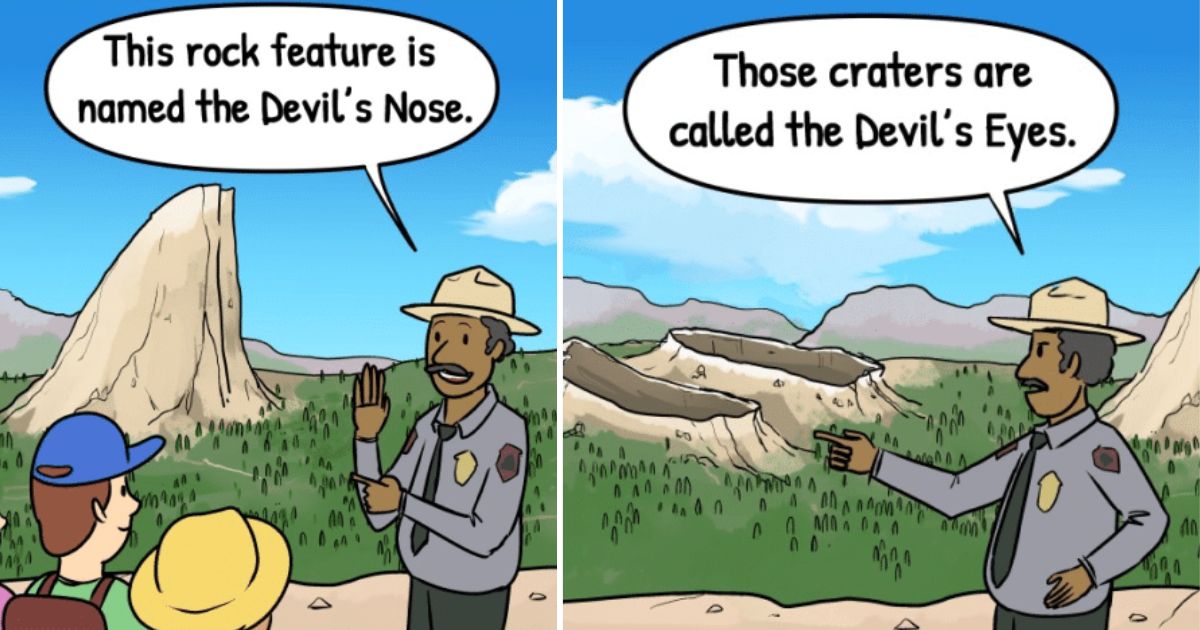 This rock feature is
named the Devil's Nose.
Those craters are
called the Devil's Eyes.